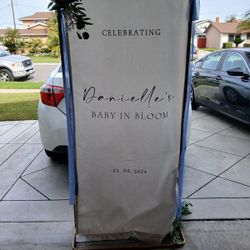 CELEBRATING
Danielle's
BABY IN BLOOM
01. 08. 2024